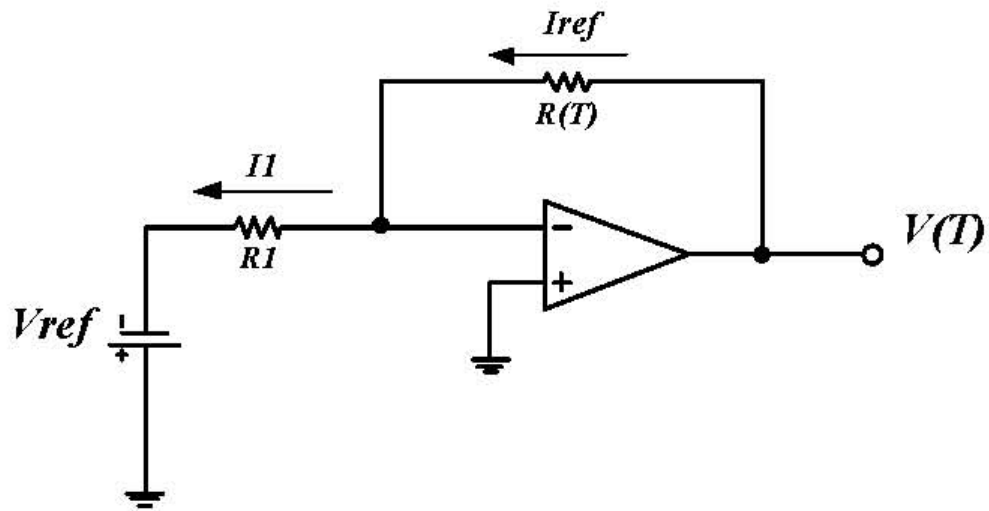 Iref
R(T)
I1
R1
V(T)
Vref
-
+
-
+